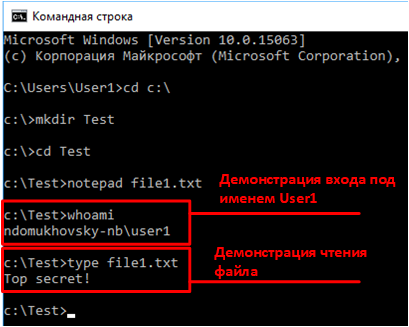 Командная строка
Microsoft Windows [Version 10.0.15063]
(c) Корпорация Майкрософт (Microsoft Corporation),
C:\Users\User1>cd c:\
c:\>mkdir Test
c:\>cd Test
c:\Test>notepad file1.txt
Демонстрация входа под
именем User1
c:\Test>whoami
ndomukhovsky-nb\user1
c:\Test>type file1.txt
Top secret!
Демонстрация чтения
файла
c:\Test>